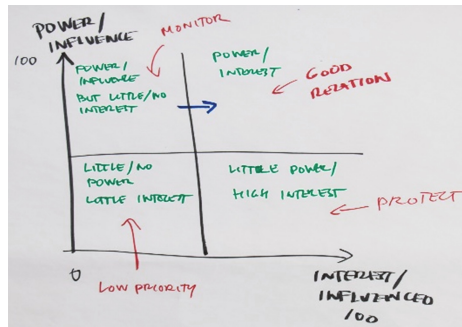 POWER/
INFLUENCE
100
MONITOR
POWER/
INFLUENCE
BUT LITTLE/NO
INTEREST
POWER/
INTEREST
GOOD
RELATION
LITTLE/NO
POWER
LITTLE INTEREST
LITTLE POWER/
HIGH INTEREST
PROTECT
0
LOW PRIORITY
INTEREST/
INFLUENCED
100